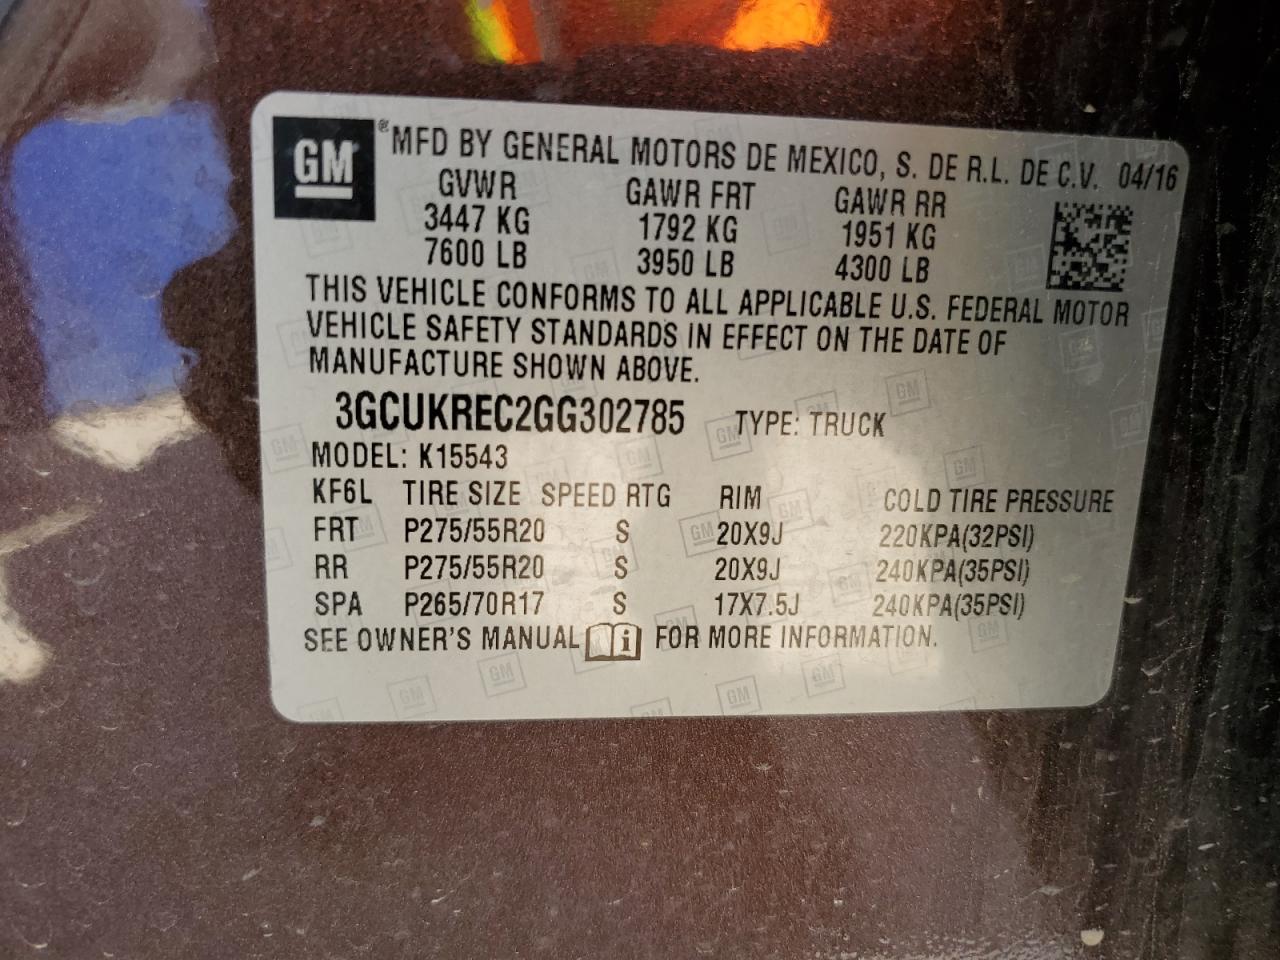 GM ® MFD BY GENERAL MOTORS DE MEXICO, S. DE R.L. DE C.V. 04/16
GVWR GAWR FRT GAWR RR
3447 KG 1792 KG 1951 KG
7600 LB 3950 LB 4300 LB
THIS VEHICLE CONFORMS TO ALL APPLICABLE U.S. FEDERAL MOTOR
VEHICLE SAFETY STANDARDS IN EFFECT ON THE DATE OF
MANUFACTURE SHOWN ABOVE.
3GCUKREC2GG302785 TYPE: TRUCK
MODEL: K15543
KF6L TIRE SIZE SPEED RTG RIM COLD TIRE PRESSURE
FRT P275/55R20 S 20X9J 220KPA(32PSI)
RR P275/55R20 S 20X9J 240KPA(35PSI)
SPA P265/70R17 S 17X7.5J 240KPA(35PSI)
SEE OWNER'S MANUAL i FOR MORE INFORMATION.